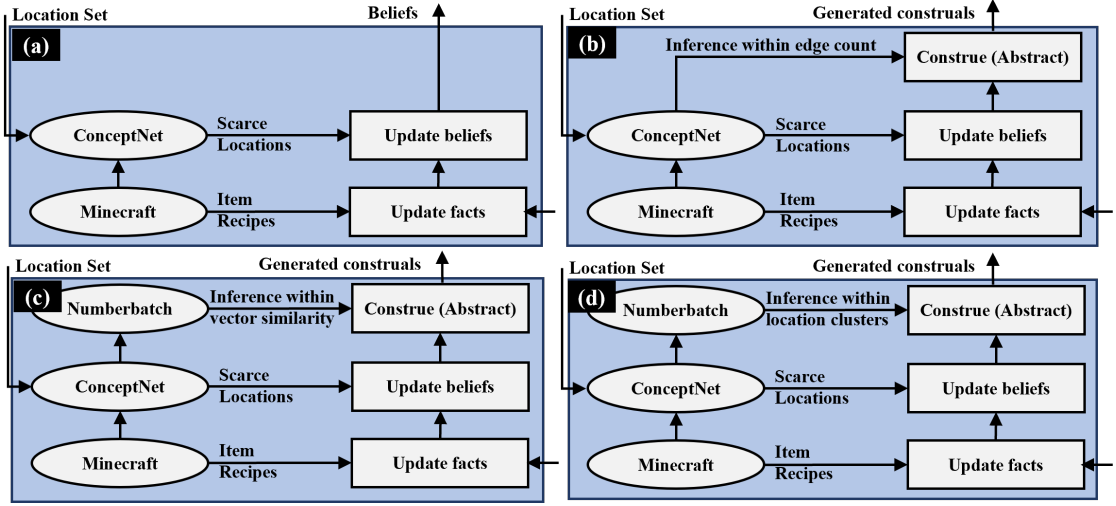 Location Set
Beliefs
(a)
ConceptNet
Scarce
Locations
Update beliefs
Minecraft
Item
Recipes
Update facts
Location Set
Generated construals
(b)
Inference within edge count
Construe (Abstract)
ConceptNet
Scarce
Locations
Update beliefs
Minecraft
Item
Recipes
Update facts
Location Set
Generated construals
(c)
Numberbatch
Inference within
vector similarity
Construe (Abstract)
ConceptNet
Scarce
Locations
Update beliefs
Minecraft
Item
Recipes
Update facts
Location Set
Generated construals
(d)
Numberbatch
Inference within
location clusters
Construe (Abstract)
ConceptNet
Scarce
Locations
Update beliefs
Minecraft
Item
Recipes
Update facts